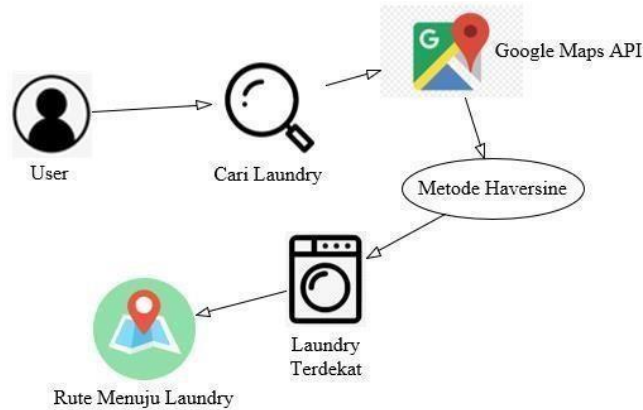 G
Google Maps API
User
Cari Laundry
Metode Haversine
Laundry
Terdekat
Rute Menuju Laundry